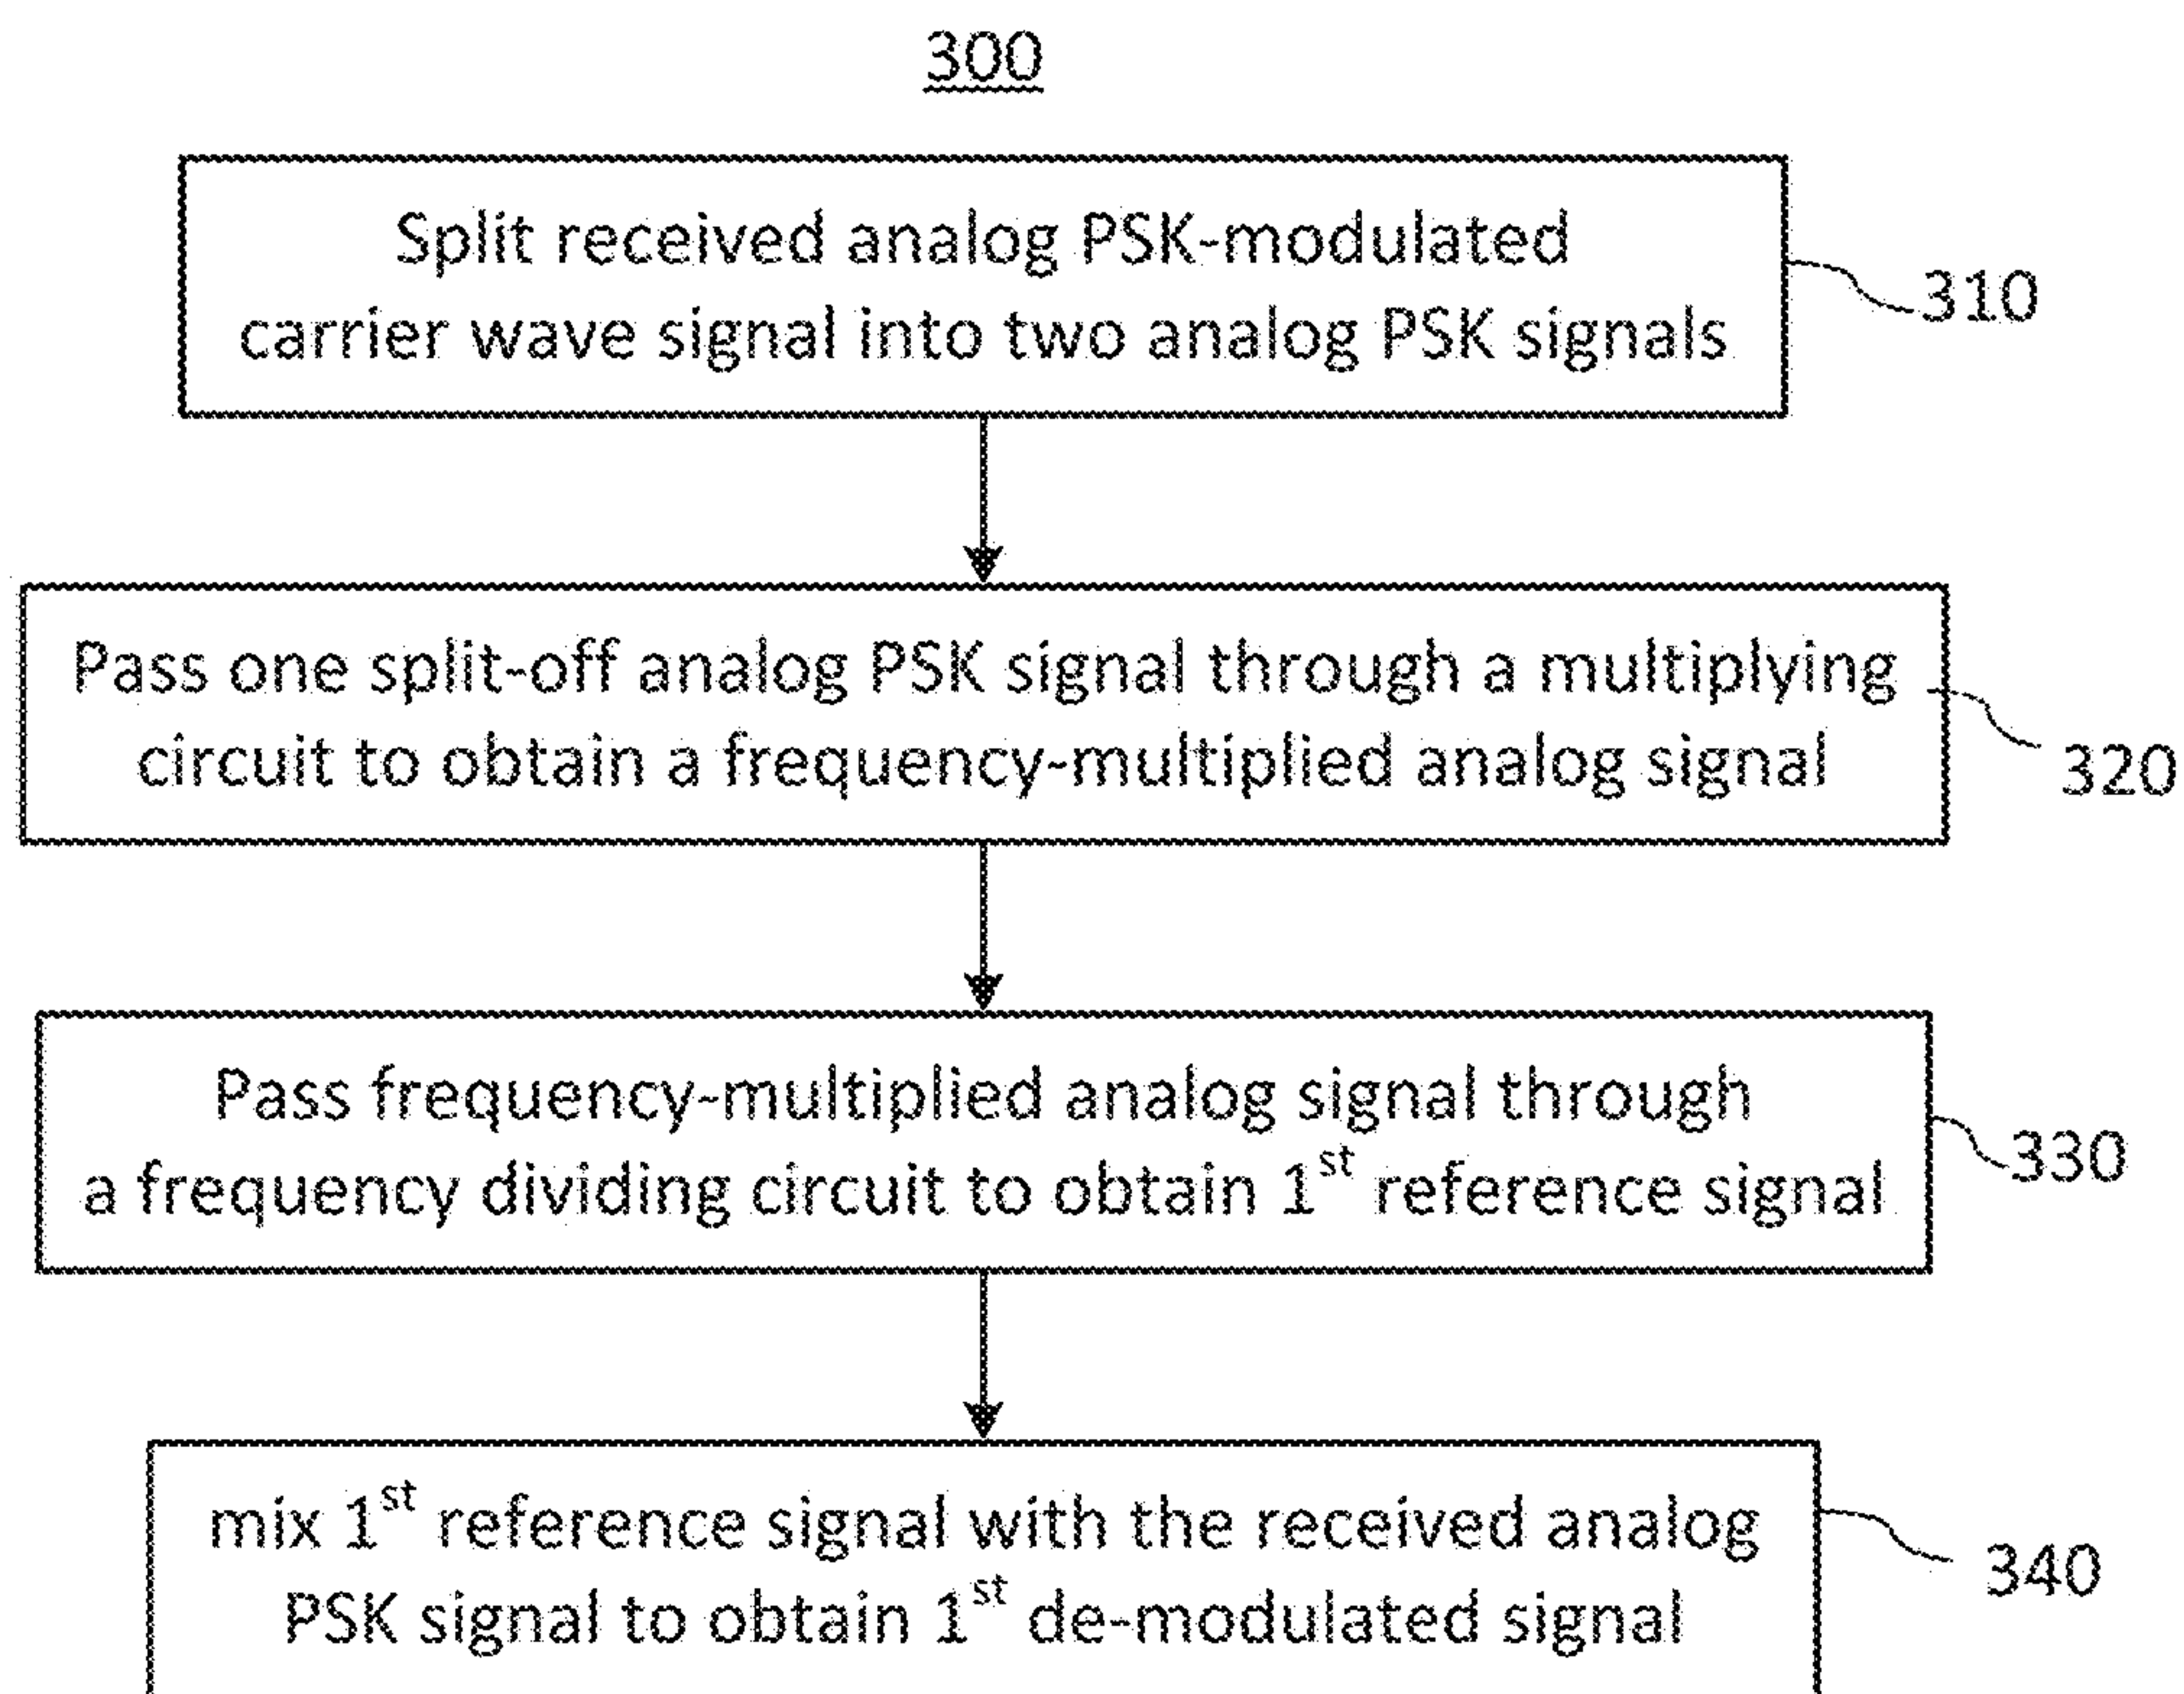 300
Split received analog PSK-modulated
carrier wave signal into two analog PSK signals
310
Pass one split-off analog PSK signal through a multiplying
circuit to obtain a frequency-multiplied analog signal
320
Pass frequency-multiplied analog signal through
a frequency dividing circuit to obtain 1st reference signal
330
mix 1st reference signal with the received analog
PSK signal to obtain 1st de-modulated signal
340